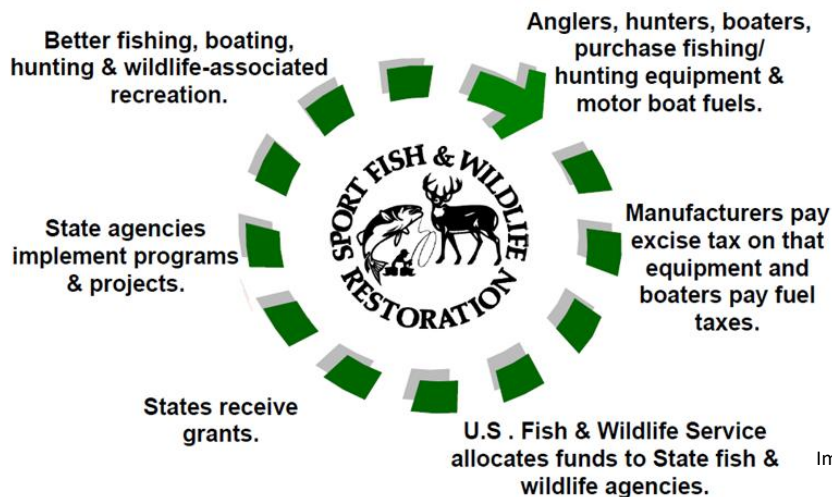 Anglers, hunters, boaters,
purchase fishing/
hunting equipment &
motor boat fuels.
Manufacturers pay
excise tax on that
equipment and
boaters pay fuel
taxes.
U.S . Fish & Wildlife Service
allocates funds to State fish &
wildlife agencies.
States receive
grants.
State agencies
implement programs
& projects.
Better fishing, boating,
hunting & wildlife-associated
recreation.
SPORT FISH & WILDLIFE
RESTORATION